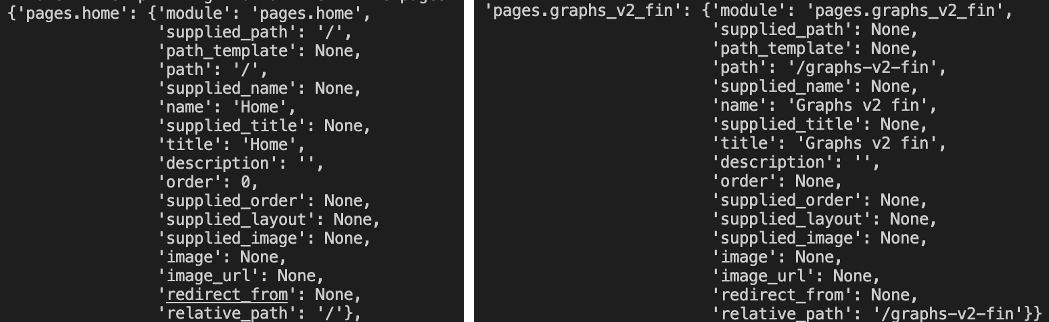 {'pages.home': {'module': 'pages.home',
'supplied_path': '/',
'path_template': None,
'path': '/',
'supplied_name': None,
'name': 'Home',
'supplied_title': None,
'title': 'Home',
'description': '',
'order': 0,
'supplied_order': None,
'supplied_layout': None,
'supplied_image': None,
'image': None,
'image_url': None,
'redirect_from': None,
'relative_path': '/'},
'pages.graphs_v2_fin': {'module': 'pages.graphs_v2_fin',
'supplied_path': None,
'path_template': None,
'path': '/graphs-v2-fin',
'supplied_name': None,
'name': 'Graphs v2 fin',
'supplied_title': None,
'title': 'Graphs v2 fin',
'description': '',
'order': None,
'supplied_order': None,
'supplied_layout': None,
'supplied_image': None,
'image': None,
'image_url': None,
'redirect_from': None,
'relative_path': '/graphs-v2-fin'}}